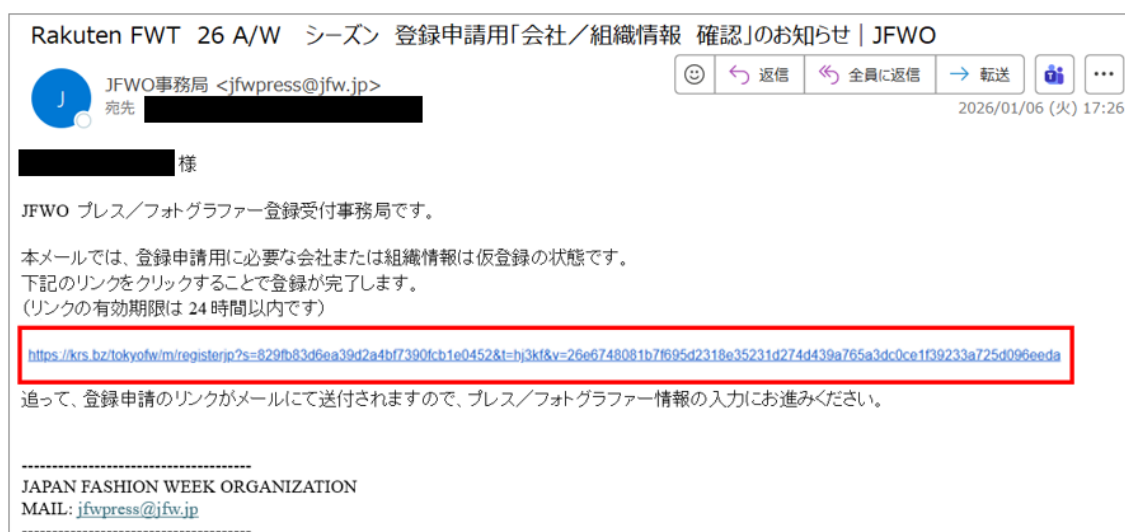 Rakuten FWT 26 A/W シーズン 登録申請用「会社／組織情報 確認」のお知らせ | JFWO
J
JFWO事務局 <jfwpress@jfw.jp>
返信 全員に返信 転送
宛先
2026/01/06 (火) 17:26
様
JFWO プレス／フォトグラファー登録受付事務局です。
本メールでは、登録申請用に必要な会社または組織情報は仮登録の状態です。
下記のリンクをクリックすることで登録が完了します。
(リンクの有効期限は 24 時間以内です)
https://krs.bz/tokyofw/m/registerjp?s=829fb83d6ea39d2a4bf7390fcb1e0452&t=hj3kf&v=26e6748081b7f695d2318e35231d274d439a765a3dc0ce1f39233a725d096eeda
追って、登録申請のリンクがメールにて送付されますので、プレス／フォトグラファー情報の入力にお進みください。
--------------------------------------
JAPAN FASHION WEEK ORGANIZATION
MAIL: jfwpress@jfw.jp
--------------------------------------